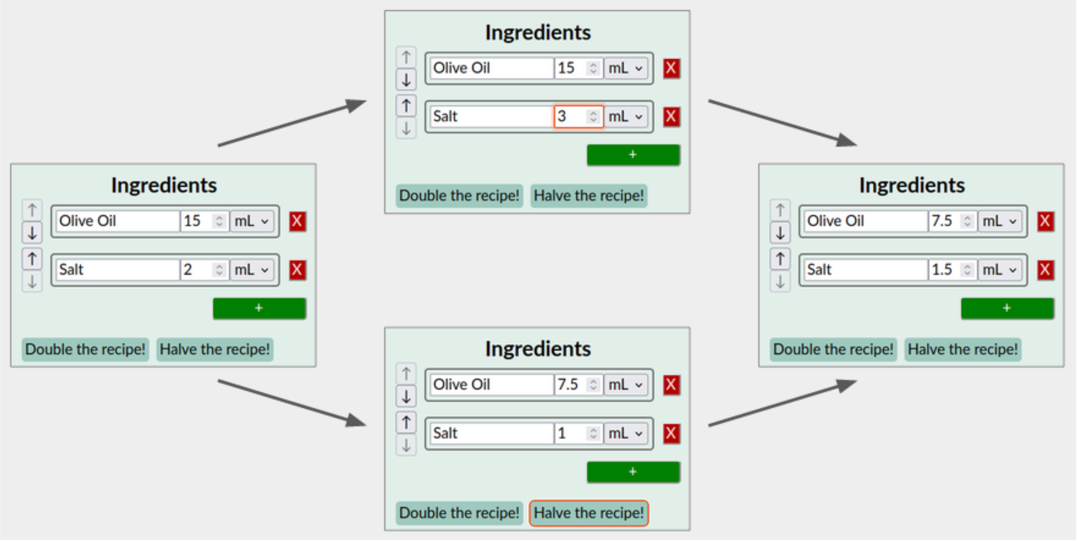 Ingredients
↑
Olive Oil 15 mL X
↓
↑
Salt 2 mL X
↓
+
Double the recipe! Halve the recipe!
Ingredients
↑
Olive Oil 15 mL X
↓
↑
Salt 3 mL X
↓
+
Double the recipe! Halve the recipe!
Ingredients
↑
Olive Oil 7.5 mL X
↓
↑
Salt 1 mL X
↓
+
Double the recipe! Halve the recipe!
Ingredients
↑
Olive Oil 7.5 mL X
↓
↑
Salt 1.5 mL X
↓
+
Double the recipe! Halve the recipe!